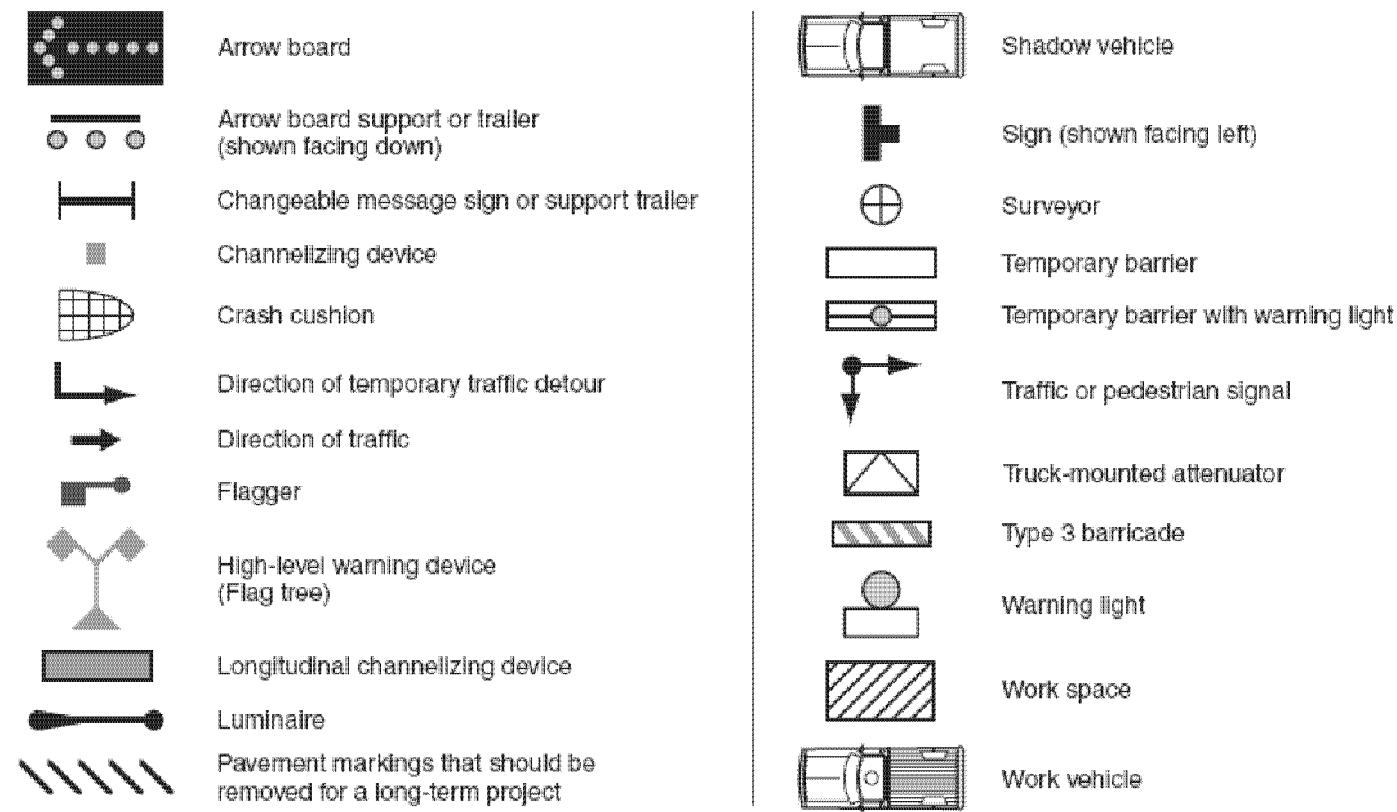 Arrow board
Arrow board support or trailer
(shown facing down)
Changeable message sign or support trailer
Channelizing device
Crash cushion
Direction of temporary traffic detour
Direction of traffic
Flagger
High-level warning device
(Flag tree)
Longitudinal channelizing device
Luminaire
Pavement markings that should be
removed for a long-term project
Shadow vehicle
Sign (shown facing left)
Surveyor
Temporary barrier
Temporary barrier with warning light
Traffic or pedestrian signal
Truck-mounted attenuator
Type 3 barricade
Warning light
Work space
Work vehicle